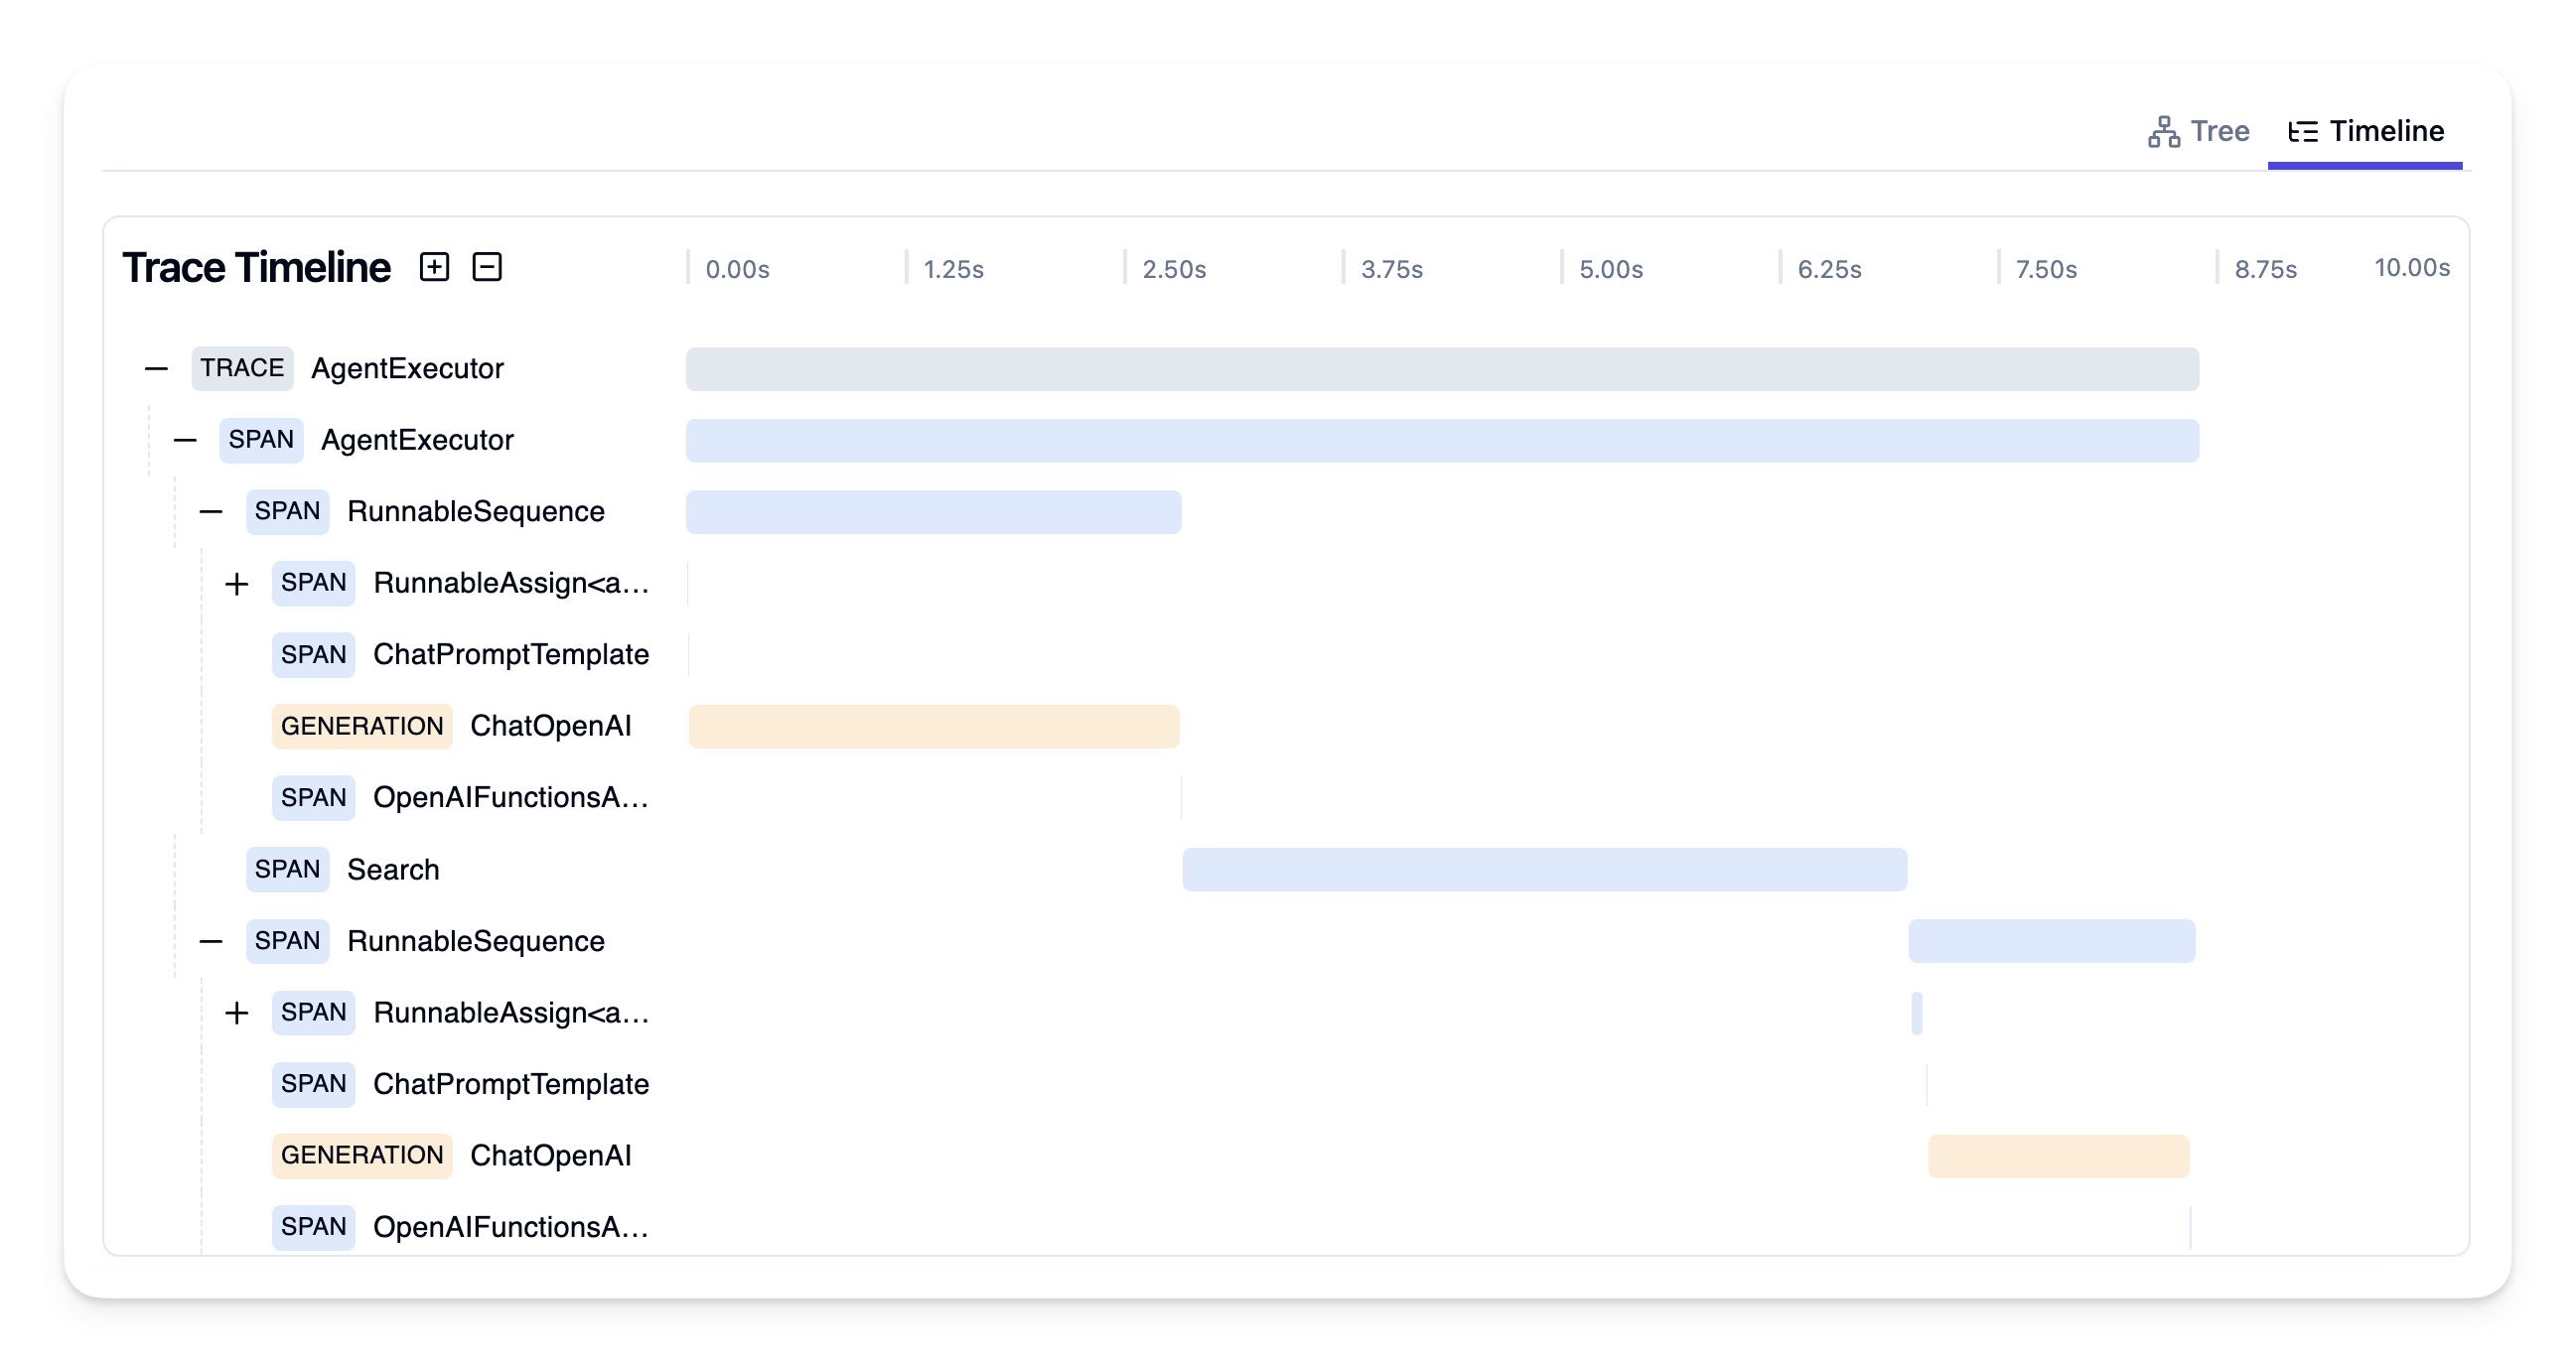 Tree Timeline
Trace Timeline 0.00s 1.25s 2.50s 3.75s 5.00s 6.25s 7.50s 8.75s 10.00s
TRACE AgentExecutor
SPAN AgentExecutor
SPAN RunnableSequence
SPAN RunnableAssign<a...
SPAN ChatPromptTemplate
GENERATION ChatOpenAI
SPAN OpenAIFunctionsA...
SPAN Search
SPAN RunnableSequence
SPAN RunnableAssign<a...
SPAN ChatPromptTemplate
GENERATION ChatOpenAI
SPAN OpenAIFunctionsA...